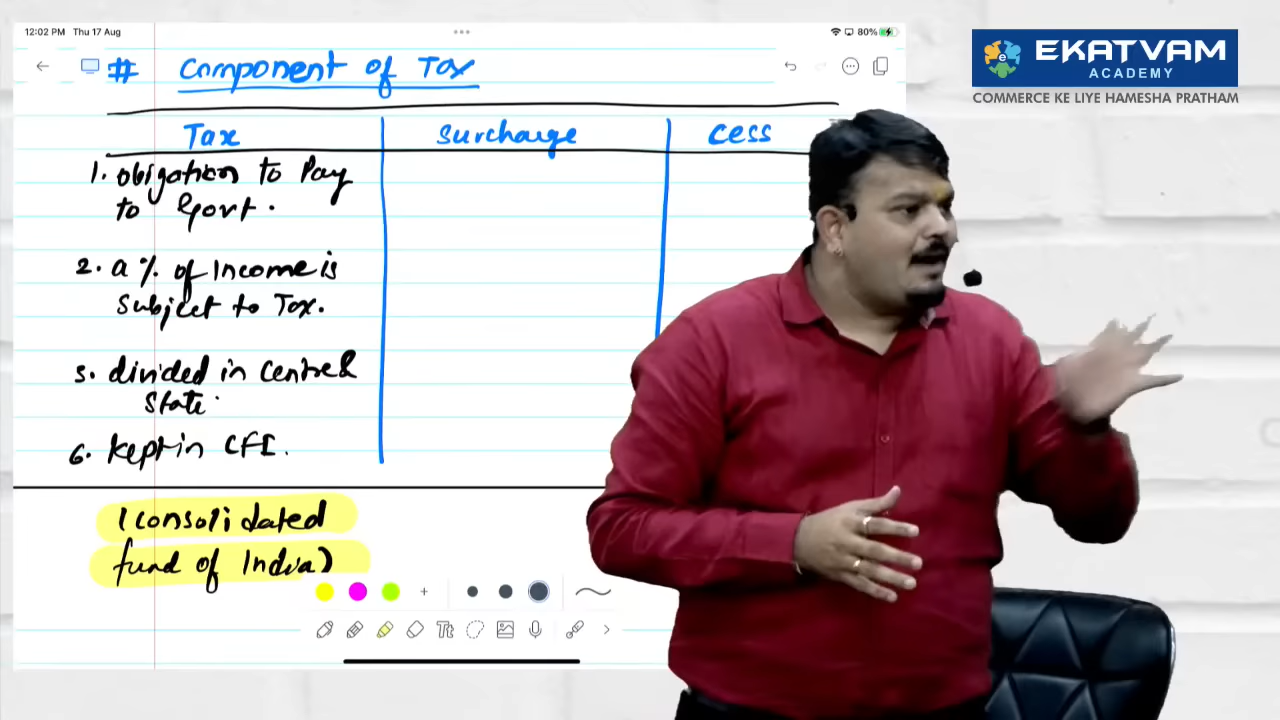 12:02 PM Thu 17 Aug
80%
# Component of Tax
Tax Surcharge Cess
1. obigation to Pay
to Govt.
2. a % of Income is
subject to Tax.
5. divided in Centre &
State.
6. kept in CFI.
(Consolidated
fund of India)
Tt
EKATVAM
ACADEMY
COMMERCE KE LIYE HAMESHA PRATHAM